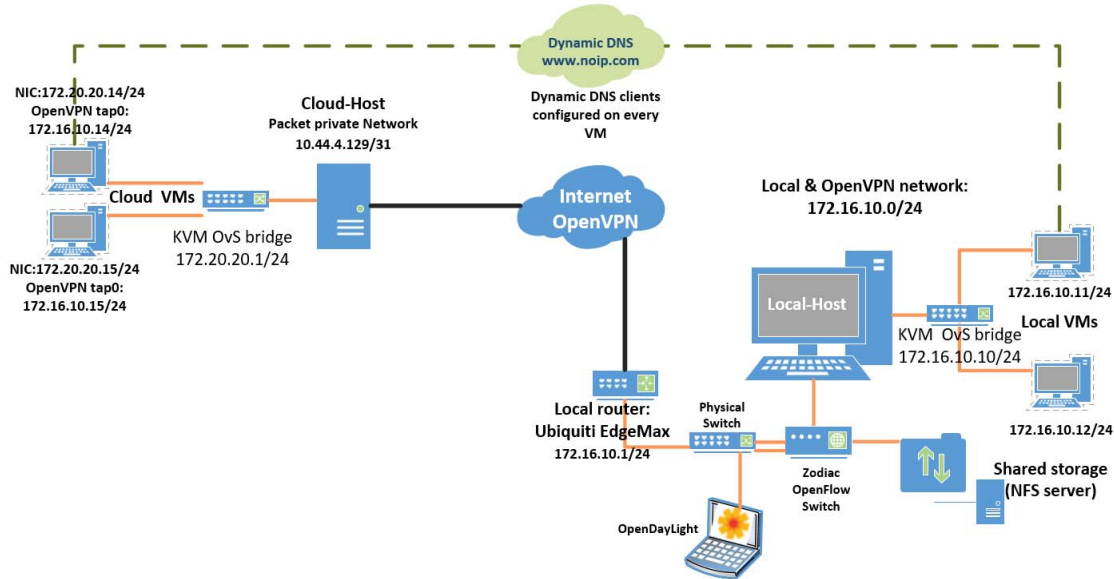 Dynamic DNS
www.noip.com
Dynamic DNS clients
configured on every
VM
NIC:172.20.20.14/24
OpenVPN tap0:
172.16.10.14/24
Cloud-Host
Packet private Network
10.44.4.129/31
Cloud VMs
KVM OvS bridge
172.20.20.1/24
NIC:172.20.20.15/24
OpenVPN tap0:
172.16.10.15/24
Internet
OpenVPN
Local & OpenVPN network:
172.16.10.0/24
Local-Host
172.16.10.11/24
Local VMs
KVM OvS bridge
172.16.10.10/24
172.16.10.12/24
Local router:
Ubiquiti EdgeMax
172.16.10.1/24
Physical
Switch
Zodiac
OpenFlow
Switch
Shared storage
(NFS server)
OpenDayLight